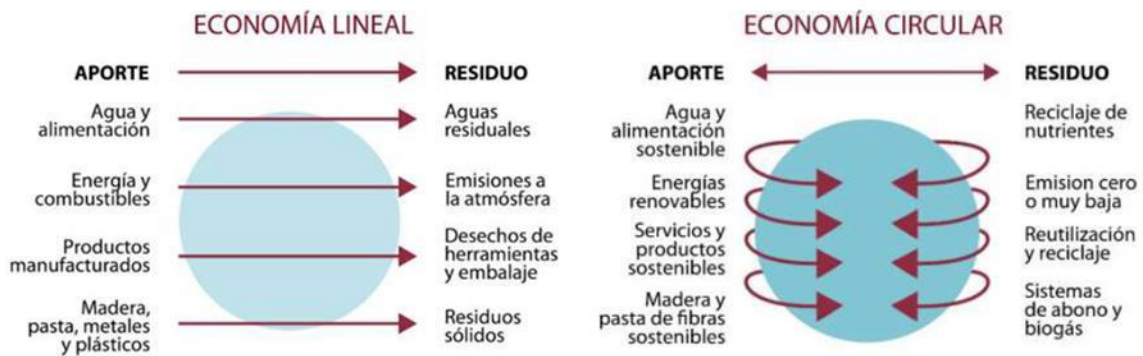 ECONOMÍA LINEAL
APORTE
RESIDUO
Agua y
alimentación
Aguas
residuales
Energía y
combustibles
Emisiones a
la atmósfera
Productos
manufacturados
Desechos de
herramientas
y embalaje
Madera,
pasta, metales
y plásticos
Residuos
sólidos
ECONOMÍA CIRCULAR
APORTE
RESIDUO
Agua y
alimentación
sostenible
Reciclaje de
nutrientes
Energías
renovables
Emision cero
o muy baja
Servicios y
productos
sostenibles
Reutilización
y reciclaje
Madera y
pasta de fibras
sostenibles
Sistemas
de abono y
biogás